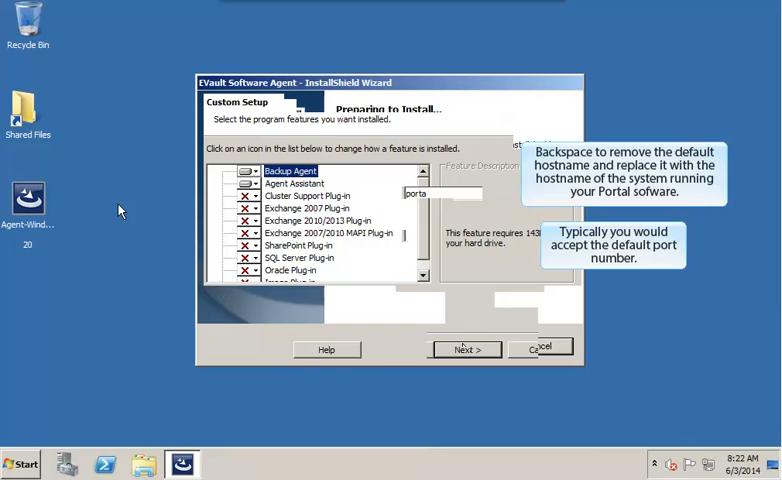 Recycle Bin
Shared Files
Agent-Wind...
20
EVault Software Agent - InstallShield Wizard
Custom Setup
Preparing to Install...
Select the program features you want installed.
Click on an icon in the list below to change how a feature is installed.
Backup Agent
Agent Assistant
Cluster Support Plug-in
Exchange 2007 Plug-in
Exchange 2010/2013 Plug-in
Exchange 2007/2010 MAPI Plug-in
SharePoint Plug-in
SQL Server Plug-in
Oracle Plug-in
porta
Feature Description
This feature requires 143
your hard drive.
Backspace to remove the default
hostname and replace it with the
hostname of the system running
your Portal sofware.
Typically you would
accept the default port
number.
Help
Next >
Ca
ncel
Start
8:22 AM
6/3/2014